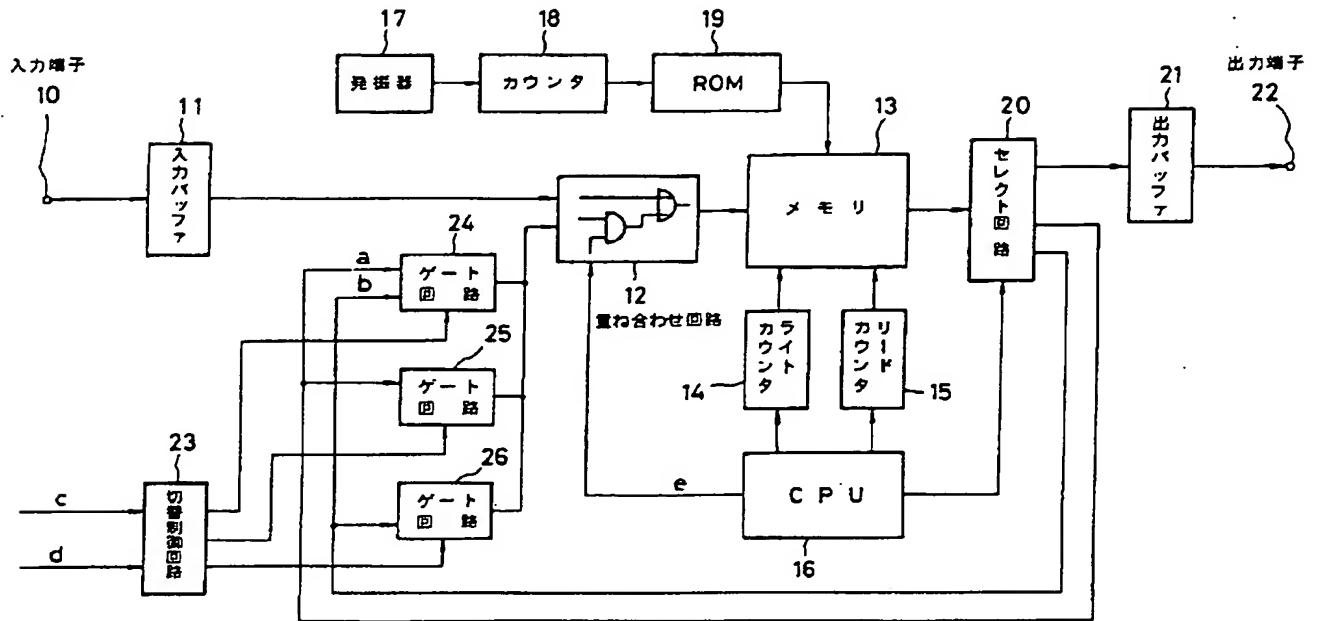 17
18
19
入力端子
10
11
入力バッファ
発振器
カウンタ
ROM
13
メモリ
20
セレクト回路
21
出力バッファ
出力端子
22
12
重ね合わせ回路
24
a
b
ゲート
回路
25
ゲート
回路
26
ゲート
回路
23
切替制御回路
c
d
14
ライト
カウンタ
リード
カウンタ
15
e
CPU
16